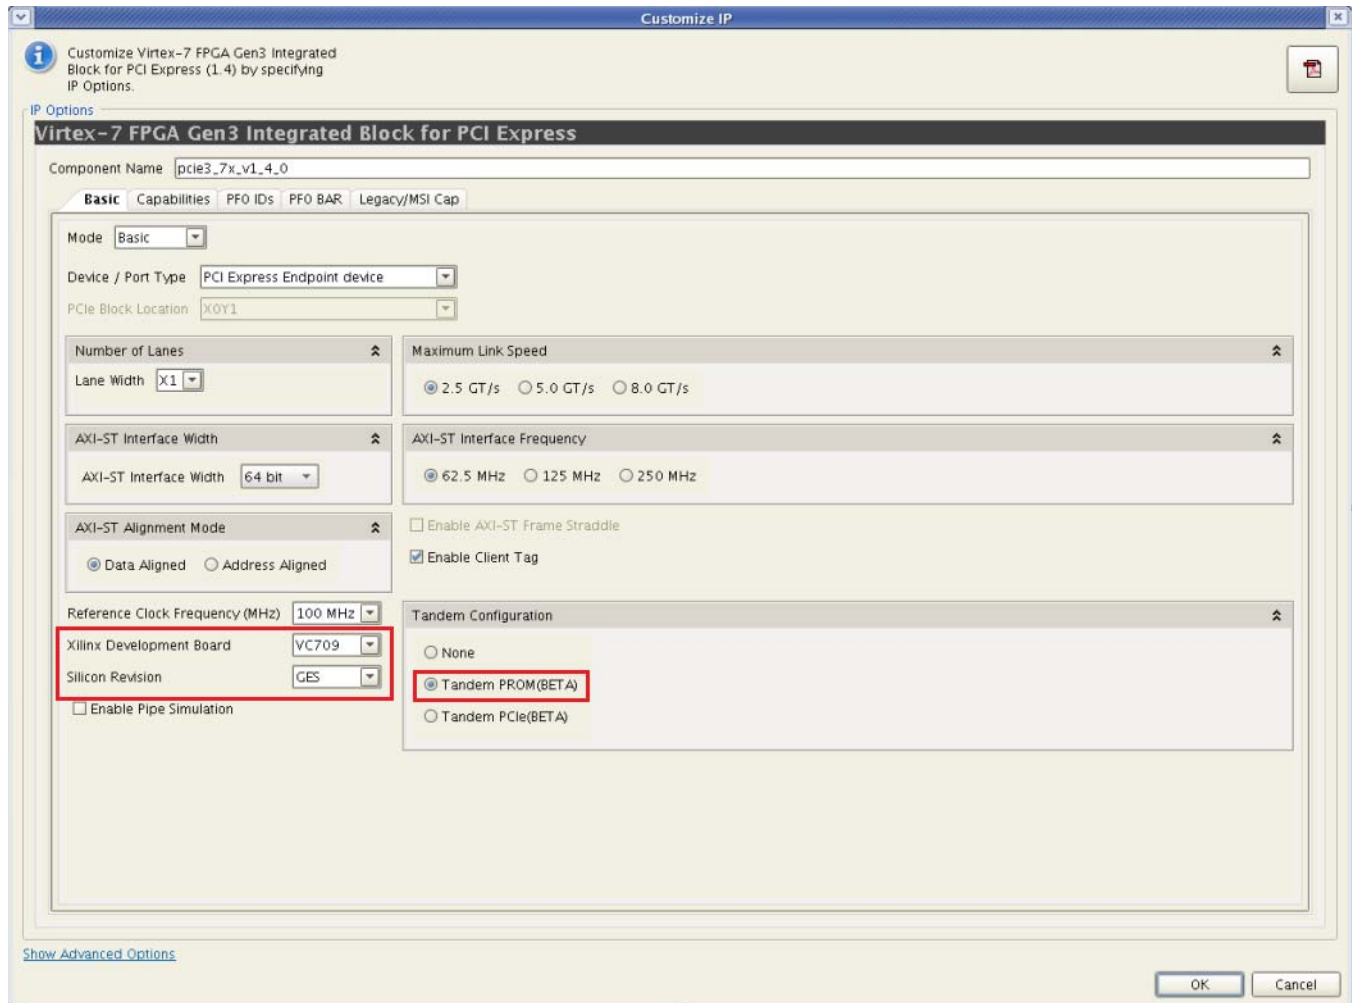 Customize IP
Customize Virtex-7 FPGA Gen3 Integrated
Block for PCI Express (1.4) by specifying
IP Options.
IP Options
Virtex-7 FPGA Gen3 Integrated Block for PCI Express
Component Name pcie3_7x_v1_4_0
Basic Capabilities PF0 IDs PF0 BAR Legacy/MSI Cap
Mode Basic
Device / Port Type PCI Express Endpoint device
PCIe Block Location X0Y1
Number of Lanes
Lane Width X1
Maximum Link Speed
2.5 GT/s 5.0 GT/s 8.0 GT/s
AXI-ST Interface Width
AXI-ST Interface Width 64 bit
AXI-ST Interface Frequency
62.5 MHz 125 MHz 250 MHz
AXI-ST Alignment Mode
Data Aligned Address Aligned
Enable AXI-ST Frame Straddle
Enable Client Tag
Reference Clock Frequency (MHz) 100 MHz
Xilinx Development Board VC709
Silicon Revision GES
Enable Pipe Simulation
Tandem Configuration
None
Tandem PROM(BETA)
Tandem PCIe(BETA)
Show Advanced Options
OK Cancel